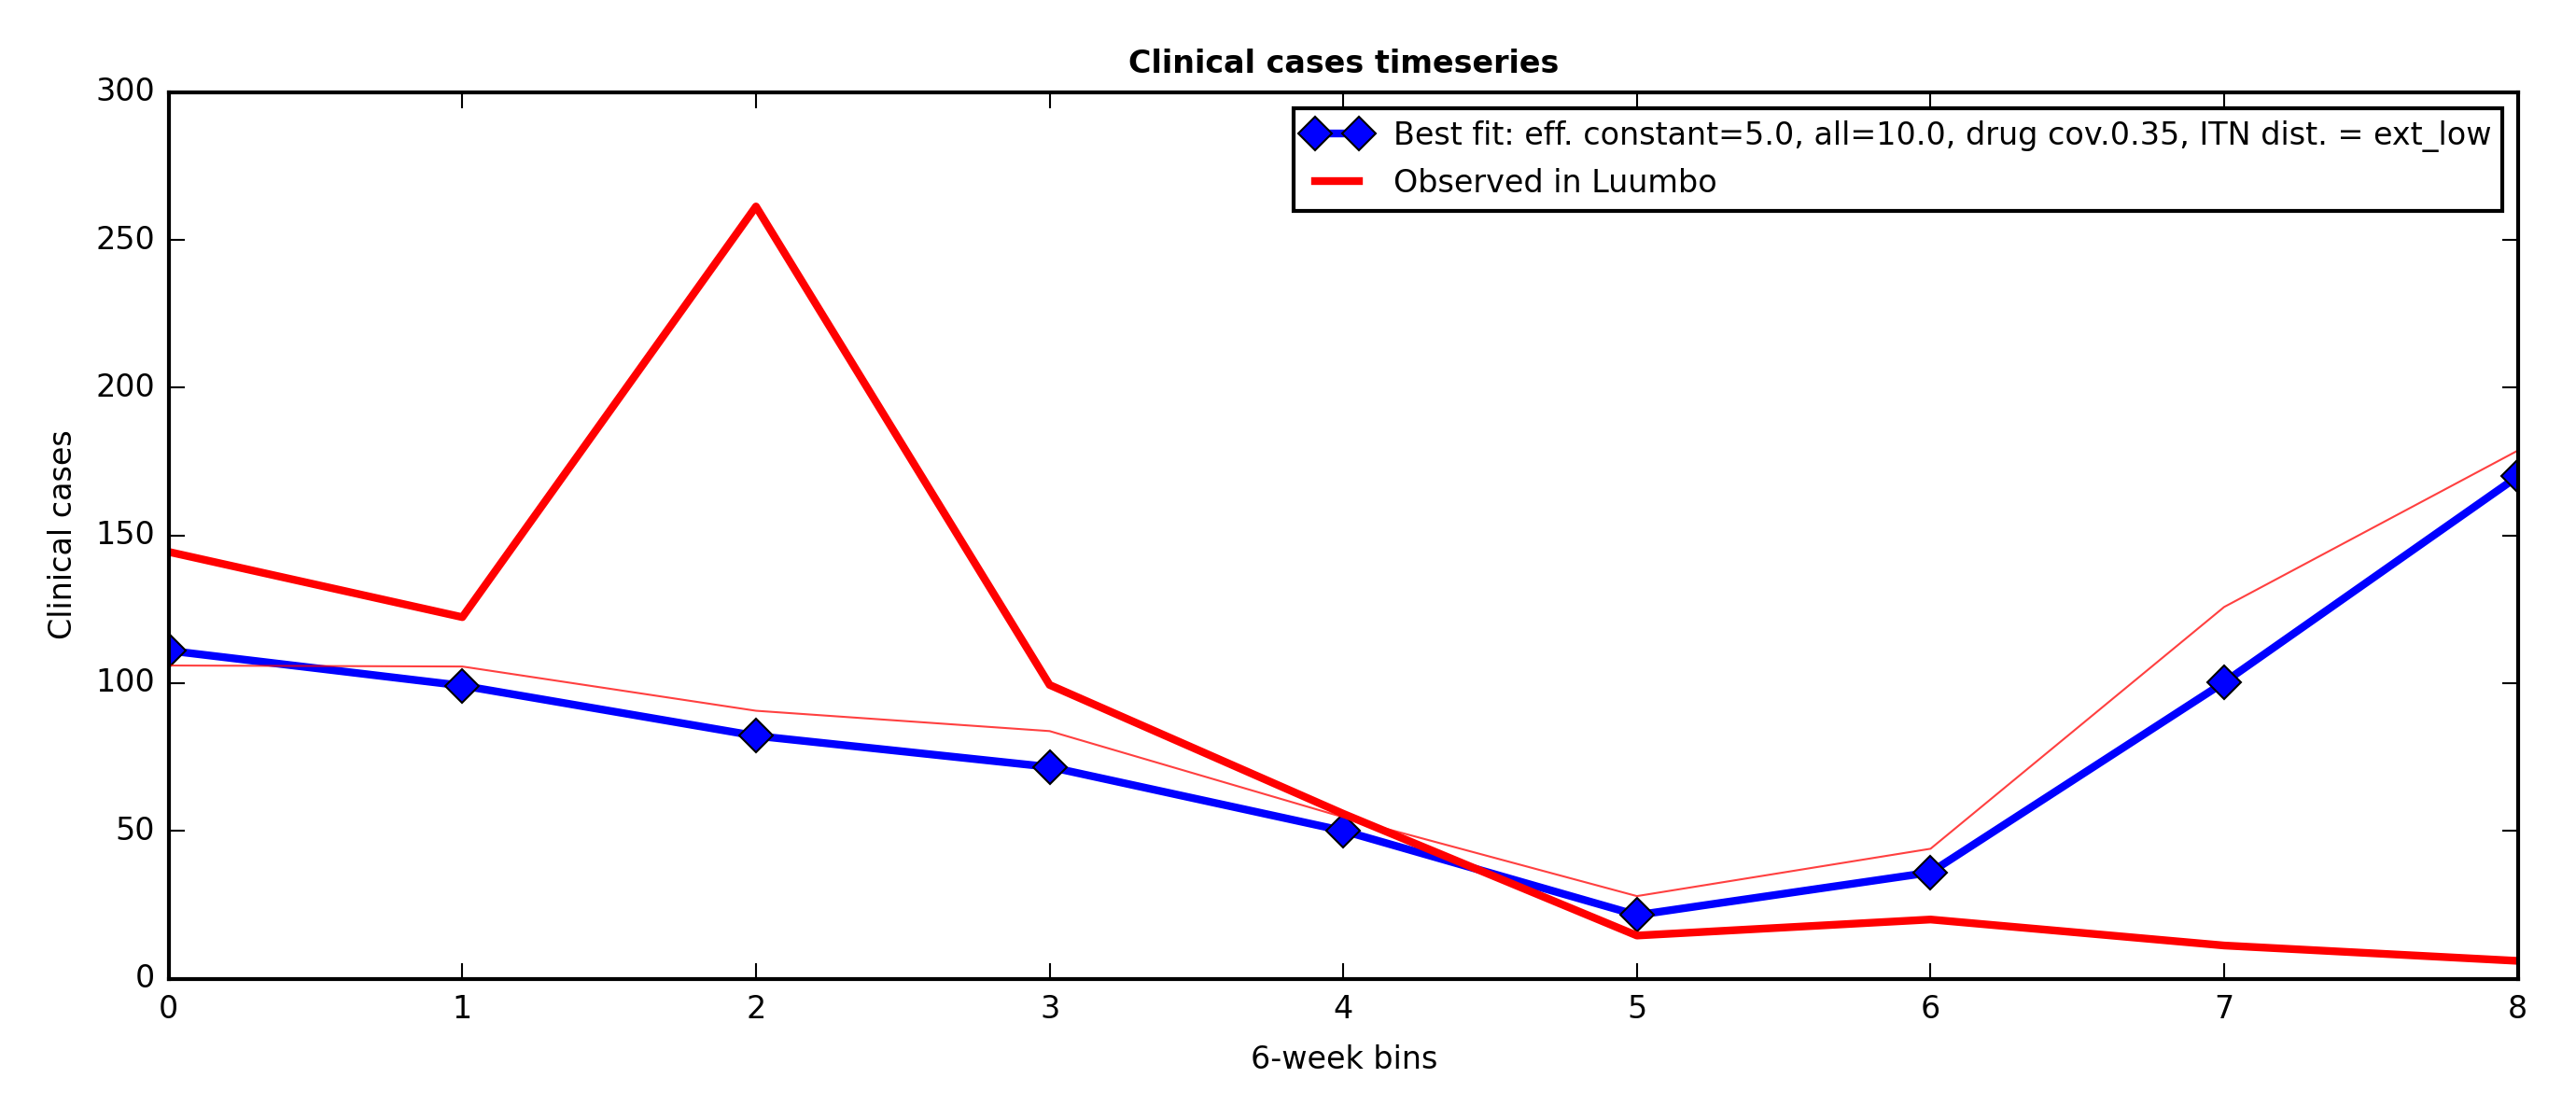 Clinical cases timeseries
300
250
200
150
100
50
0
Clinical cases
Best fit: eff. constant=5.0, all=10.0, drug cov.0.35, ITN dist. = ext_low
Observed in Luumbo
0 1 2 3 4 5 6 7 8
6-week bins